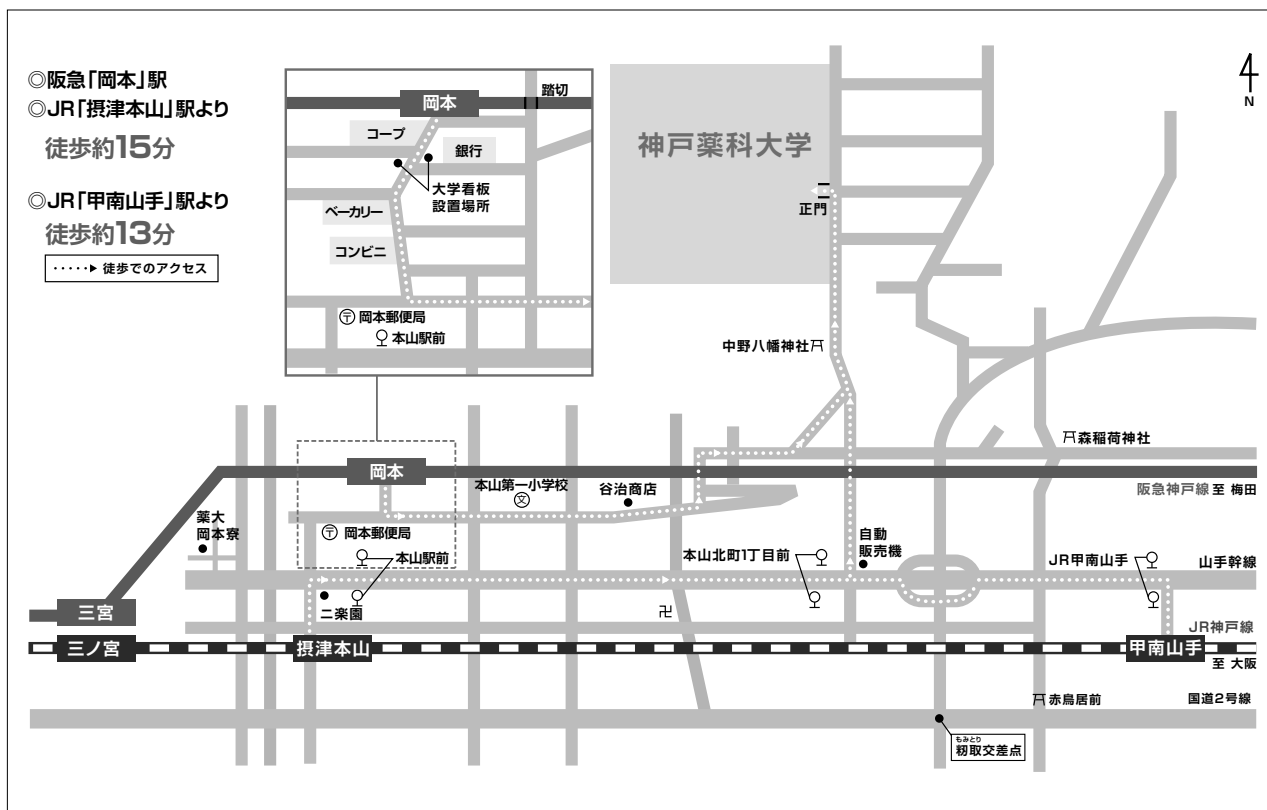 ◎阪急「岡本」駅
◎JR「摂津本山」駅より
徒歩約15分
◎JR「甲南山手」駅より
徒歩約13分
徒歩でのアクセス
岡本
踏切
コープ
銀行
大学看板
設置場所
ベーカリー
コンビニ
〒 岡本郵便局
本山駅前
神戸薬科大学
正門
N
中野八幡神社
森稲荷神社
岡本
阪急神戸線 至 梅田
本山第一小学校
文
谷治商店
薬大
岡本寮
〒 岡本郵便局
本山駅前
二楽園
本山北町1丁目前
自動
販売機
JR甲南山手
山手幹線
三宮
卍
JR神戸線
三ノ宮
摂津本山
甲南山手
至 大阪
赤鳥居前
国道2号線
もみとり
籾取交差点